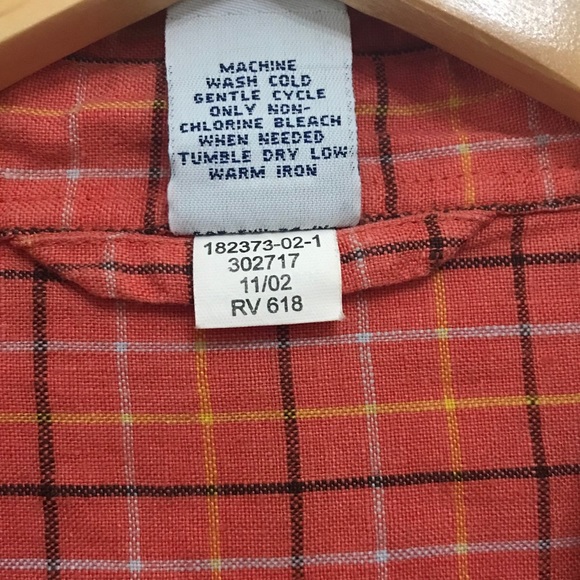 MACHINE
WASH COLD
GENTLE CYCLE
ONLY NON-
CHLORINE BLEACH
WHEN NEEDED
TUMBLE DRY LOW
WARM IRON
182373-02-1
302717
11/02
RV 618